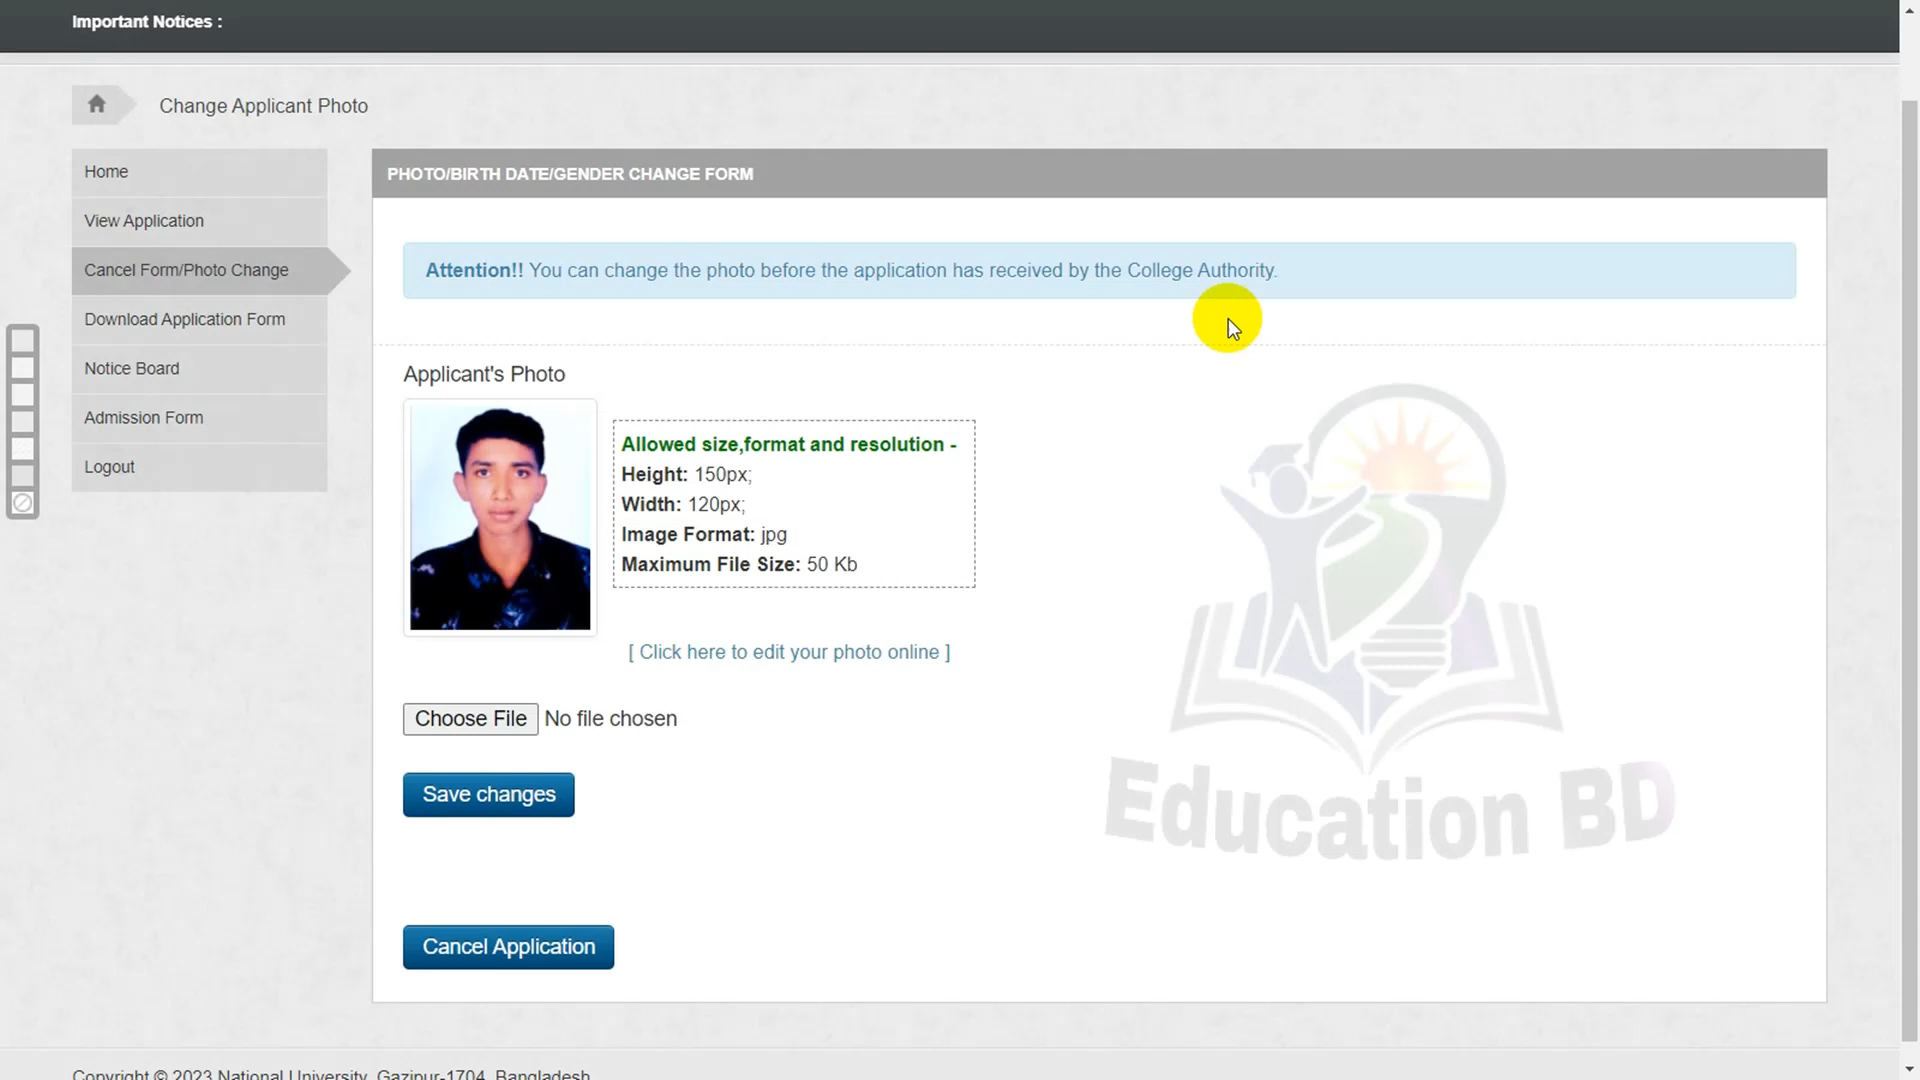 Important Notices :
Change Applicant Photo
Home
View Application
Cancel Form/Photo Change
Download Application Form
Notice Board
Admission Form
Logout
PHOTO/BIRTH DATE/GENDER CHANGE FORM
Attention!! You can change the photo before the application has received by the College Authority.
Applicant's Photo
Allowed size,format and resolution -
Height: 150px;
Width: 120px;
Image Format: jpg
Maximum File Size: 50 Kb
[ Click here to edit your photo online ]
Choose File No file chosen
Save changes
Cancel Application
Education BD
Copyright © 2023 National University, Gazipur-1704, Bangladesh